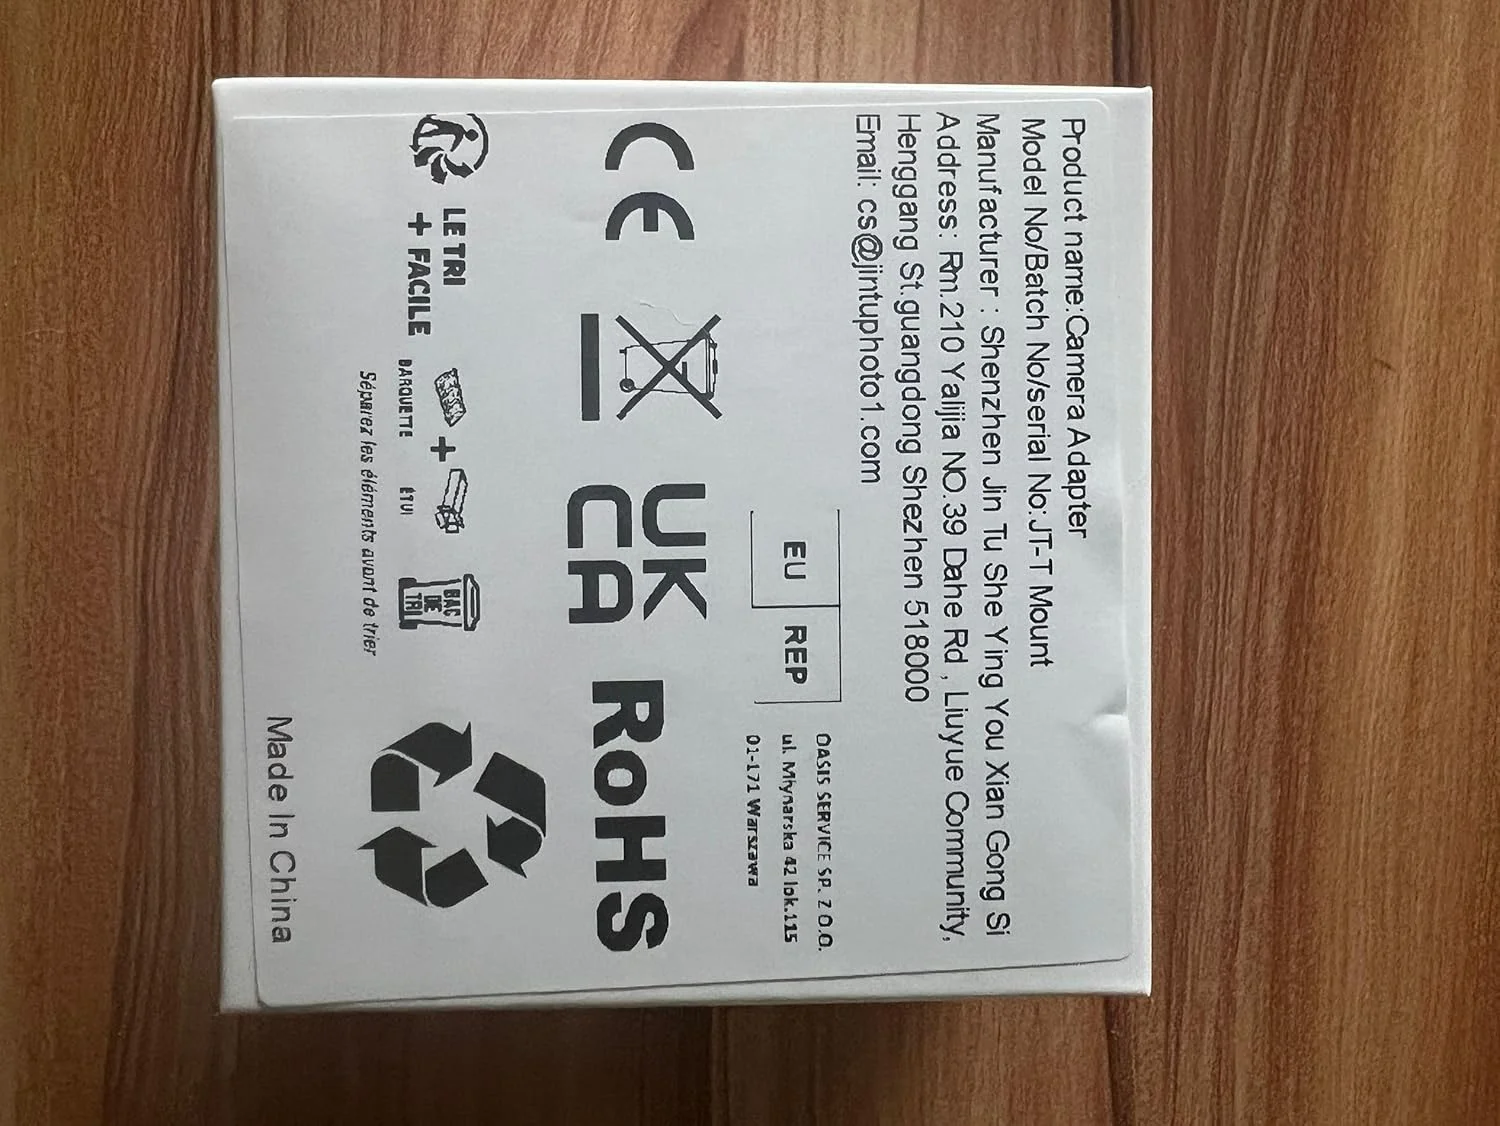 Product name:Camera Adapter
Model No/Batch No/serial No:JT-T Mount
Manufacturer : Shenzhen Jin Tu She Ying You Xian Gong Si
Address: Rm.210 Yalijia NO.39 Dahe Rd , Liuyue Community,
Henggang St.guangdong Shezhen 518000
Email: cs@jintuphoto1.com
EU REP
OASIS SERVICE SP. Z O.O.
ul. Młynarska 42 lok.115
01-171 Warszawa
CE
UK
CA
RoHS
LE TRI
+ FACILE
+
BARQUETTE
ÉTUI
BAC
DE
TRI
Séparez les éléments avant de trier
Made In China